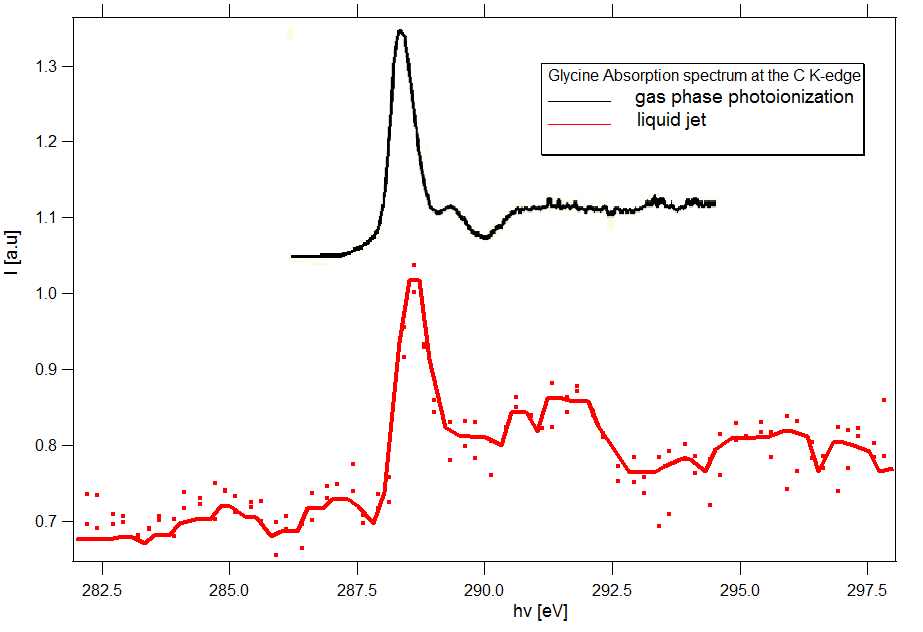 Glycine Absorption spectrum at the C K-edge
gas phase photoionization
liquid jet
1.3
1.2
1.1
1.0
0.9
0.8
0.7
I [a.u]
282.5 285.0 287.5 290.0 292.5 295.0 297.5
hv [eV]